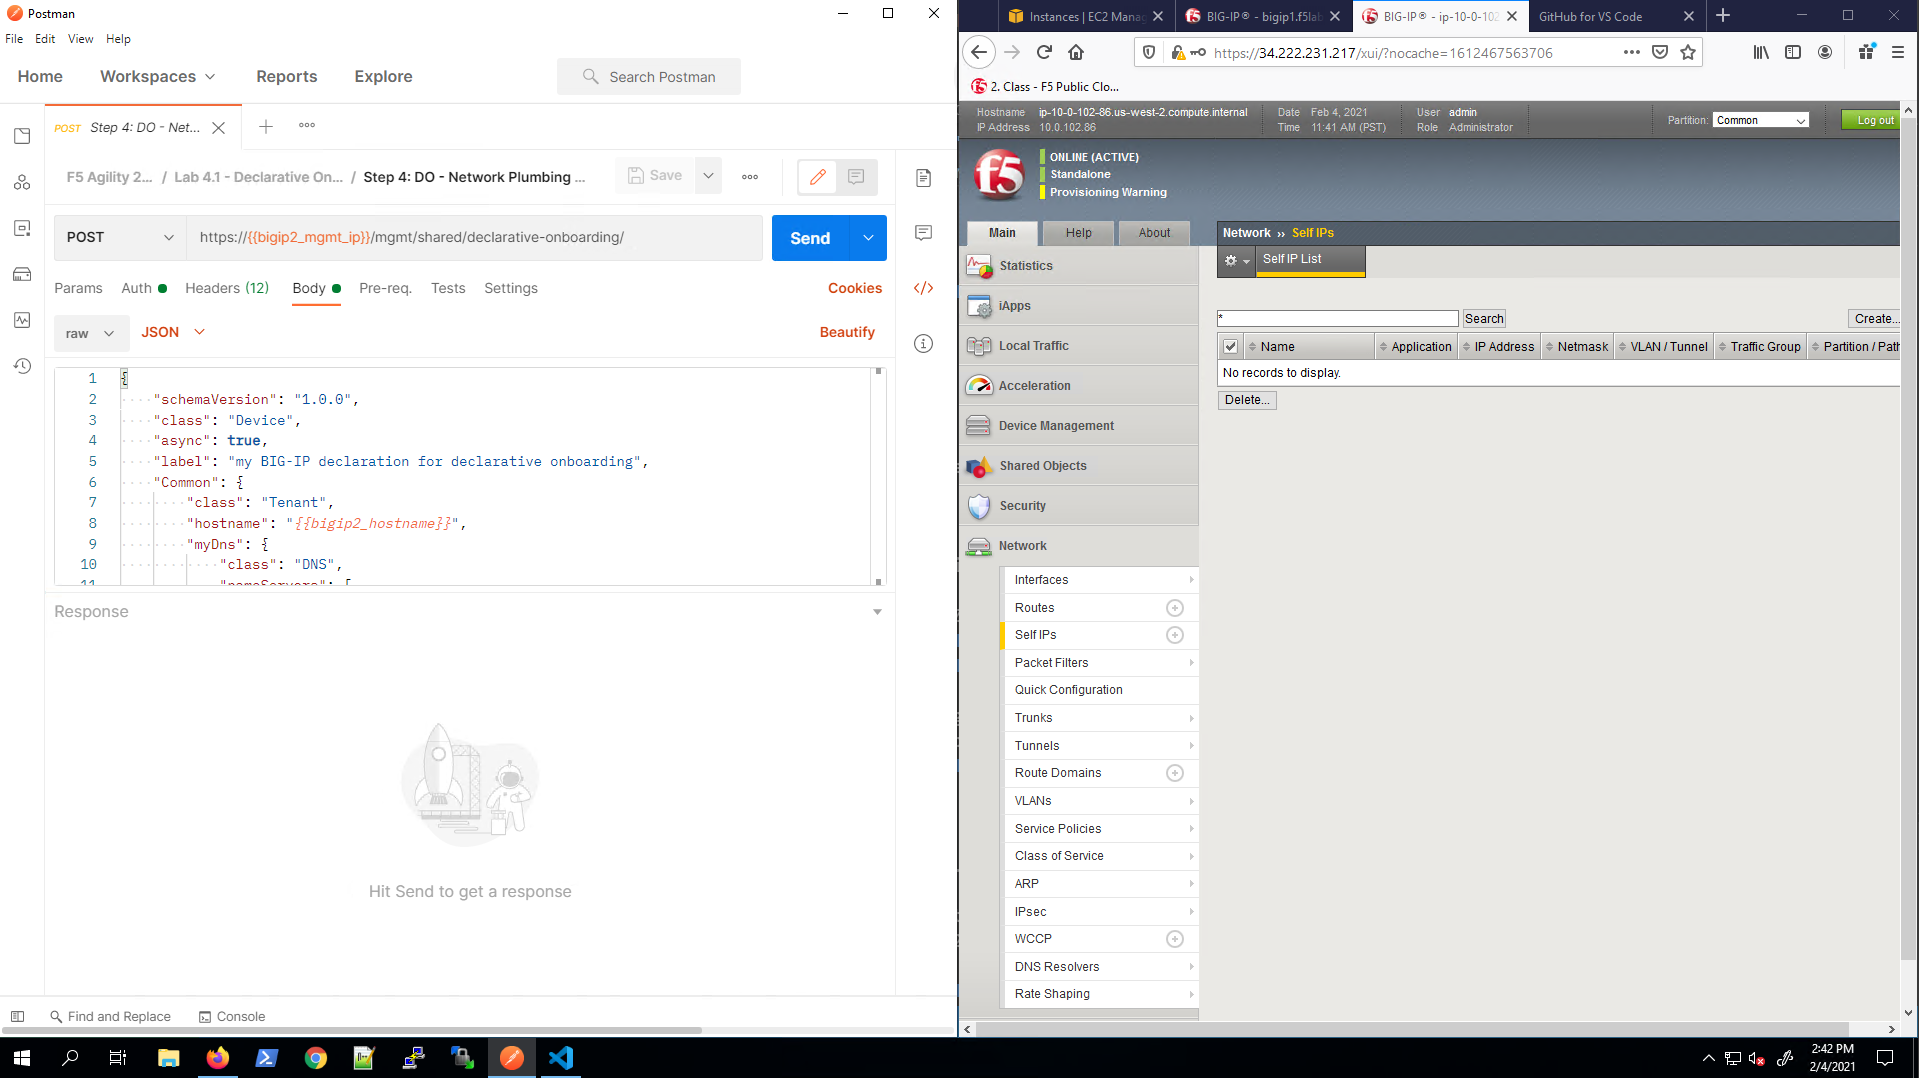 Postman
File Edit View Help
Home Workspaces Reports Explore Search Postman
POST Step 4: DO - Net...
F5 Agility 2... / Lab 4.1 - Declarative On... / Step 4: DO - Network Plumbing ... Save
POST https://{{bigip2_mgmt_ip}}/mgmt/shared/declarative-onboarding/ Send
Params Auth Headers (12) Body Pre-req. Tests Settings Cookies
raw JSON Beautify
1 {
2 "schemaVersion": "1.0.0",
3 "class": "Device",
4 "async": true,
5 "label": "my BIG-IP declaration for declarative onboarding",
6 "Common": {
7 "class": "Tenant",
8 "hostname": "{{bigip2_hostname}}",
9 "myDns": {
10 "class": "DNS",
11 "nameServers": [
Response
Hit Send to get a response
Find and Replace Console
Instances | EC2 Manag BIG-IP® - bigip1.f5lab BIG-IP® - ip-10-0-102 GitHub for VS Code
https://34.222.231.217/xui/?nocache=1612467563706
2. Class - F5 Public Clo...
Hostname ip-10-0-102-86.us-west-2.compute.internal Date Feb 4, 2021 User admin
IP Address 10.0.102.86 Time 11:41 AM (PST) Role Administrator
Partition: Common Log out
f5
ONLINE (ACTIVE)
Standalone
Provisioning Warning
Main Help About
Network ›› Self IPs
Self IP List
* Search Create...
Name Application IP Address Netmask VLAN / Tunnel Traffic Group Partition / Path
No records to display.
Delete...
Statistics
iApps
Local Traffic
Acceleration
Device Management
Shared Objects
Security
Network
Interfaces
Routes
Self IPs
Packet Filters
Quick Configuration
Trunks
Tunnels
Route Domains
VLANs
Service Policies
Class of Service
ARP
IPsec
WCCP
DNS Resolvers
Rate Shaping
2:42 PM
2/4/2021